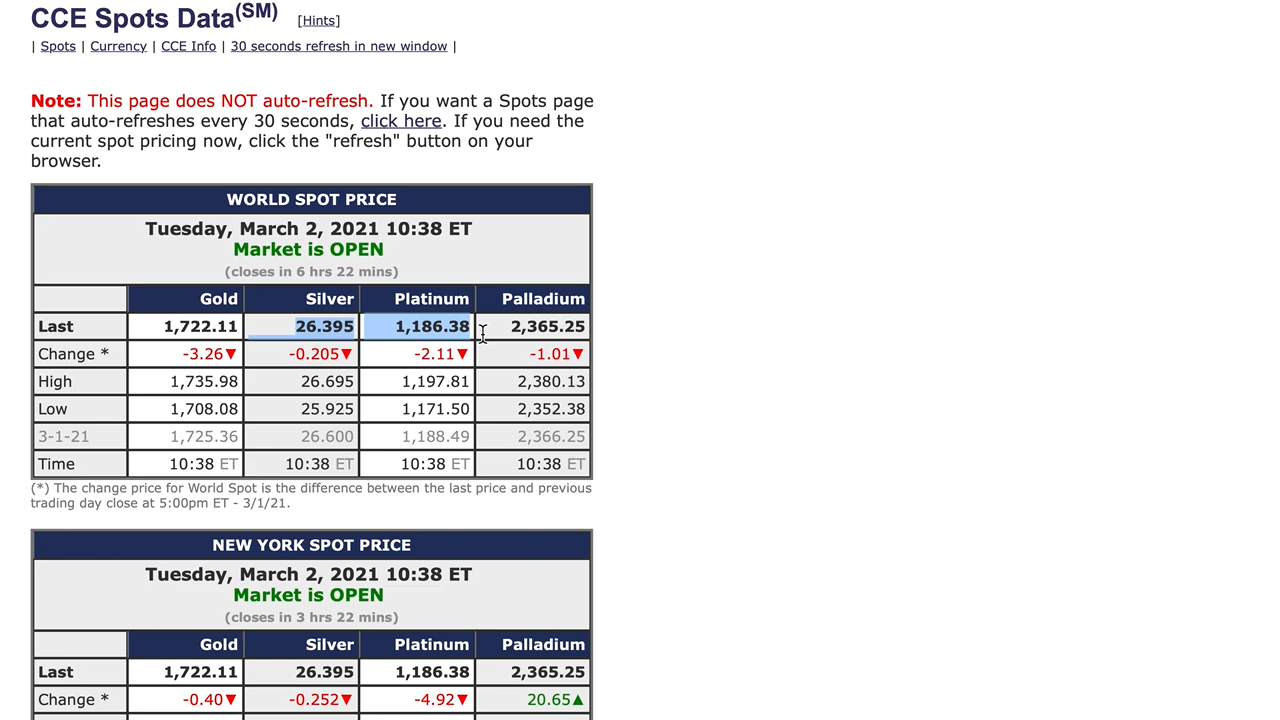 CCE Spots Data(SM) [Hints]
| Spots | Currency | CCE Info | 30 seconds refresh in new window |
Note: This page does NOT auto-refresh. If you want a Spots page
that auto-refreshes every 30 seconds, click here. If you need the
current spot pricing now, click the "refresh" button on your
browser.
WORLD SPOT PRICE
Tuesday, March 2, 2021 10:38 ET
Market is OPEN
(closes in 6 hrs 22 mins)
Gold Silver Platinum Palladium
Last 1,722.11 26.395 1,186.38 2,365.25
Change * -3.26▼ -0.205▼ -2.11▼ -1.01▼
High 1,735.98 26.695 1,197.81 2,380.13
Low 1,708.08 25.925 1,171.50 2,352.38
3-1-21 1,725.36 26.600 1,188.49 2,366.25
Time 10:38 ET 10:38 ET 10:38 ET 10:38 ET
(*) The change price for World Spot is the difference between the last price and previous
trading day close at 5:00pm ET - 3/1/21.
NEW YORK SPOT PRICE
Tuesday, March 2, 2021 10:38 ET
Market is OPEN
(closes in 3 hrs 22 mins)
Gold Silver Platinum Palladium
Last 1,722.11 26.395 1,186.38 2,365.25
Change * -0.40▼ -0.252▼ -4.92▼ 20.65▲